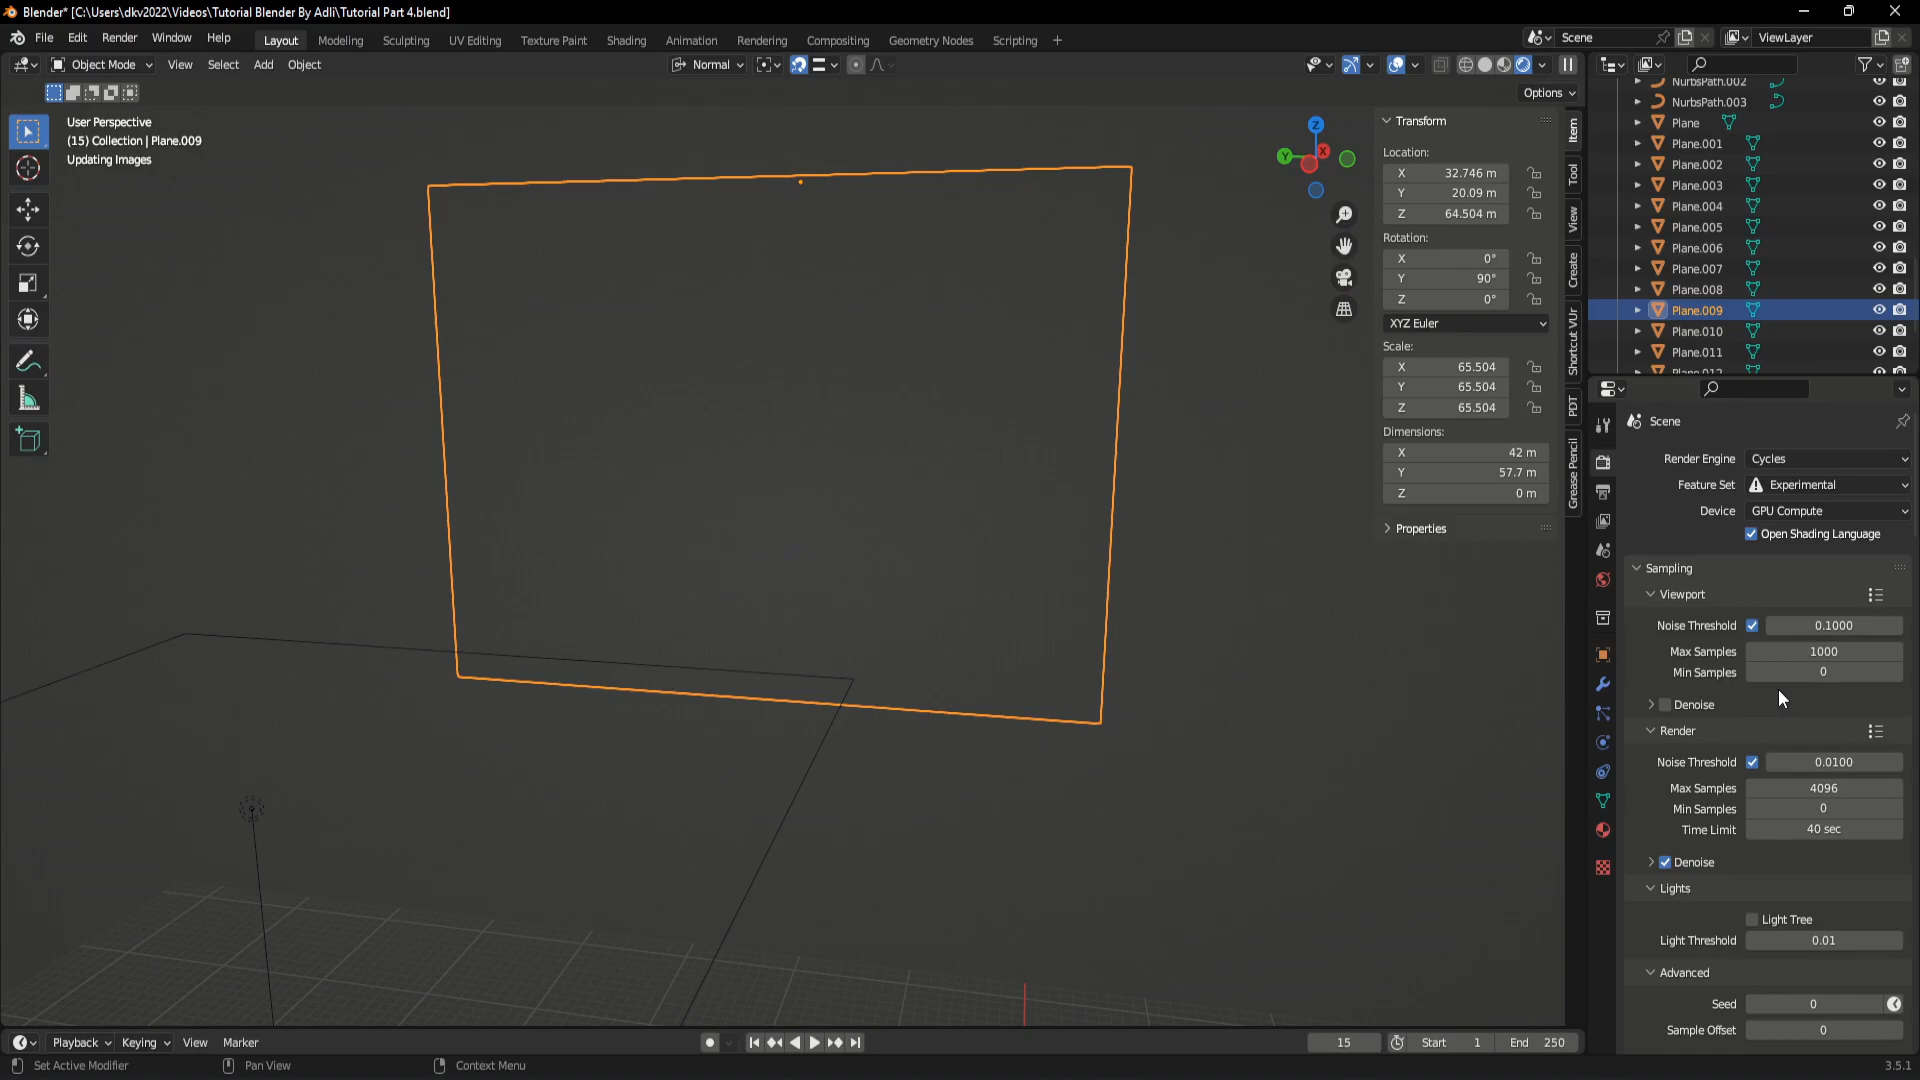 Blender* [C:\Users\dkv2022\Videos\Tutorial Blender By Adli\Tutorial Part 4.blend]
File Edit Render Window Help Layout Modeling Sculpting UV Editing Texture Paint Shading Animation Rendering Compositing Geometry Nodes Scripting + Scene ViewLayer
Object Mode View Select Add Object Normal
Options
User Perspective
(15) Collection | Plane.009
Updating Images
Z
Y
X
Transform
Location:
X 32.746 m
Y 20.09 m
Z 64.504 m
Rotation:
X 0°
Y 90°
Z 0°
XYZ Euler
Scale:
X 65.504
Y 65.504
Z 65.504
Dimensions:
X 42 m
Y 57.7 m
Z 0 m
Properties
Item
Tool
View
Create
Shortcut VUr
PDT
Grease Pencil
NurbsPath.002
NurbsPath.003
Plane
Plane.001
Plane.002
Plane.003
Plane.004
Plane.005
Plane.006
Plane.007
Plane.008
Plane.009
Plane.010
Plane.011
Plane.012
Scene
Render Engine Cycles
Feature Set Experimental
Device GPU Compute
Open Shading Language
Sampling
Viewport
Noise Threshold 0.1000
Max Samples 1000
Min Samples 0
Denoise
Render
Noise Threshold 0.0100
Max Samples 4096
Min Samples 0
Time Limit 40 sec
Denoise
Lights
Light Tree
Light Threshold 0.01
Advanced
Seed 0
Sample Offset 0
Playback Keying View Marker 15 Start 1 End 250
Set Active Modifier Pan View Context Menu 3.5.1